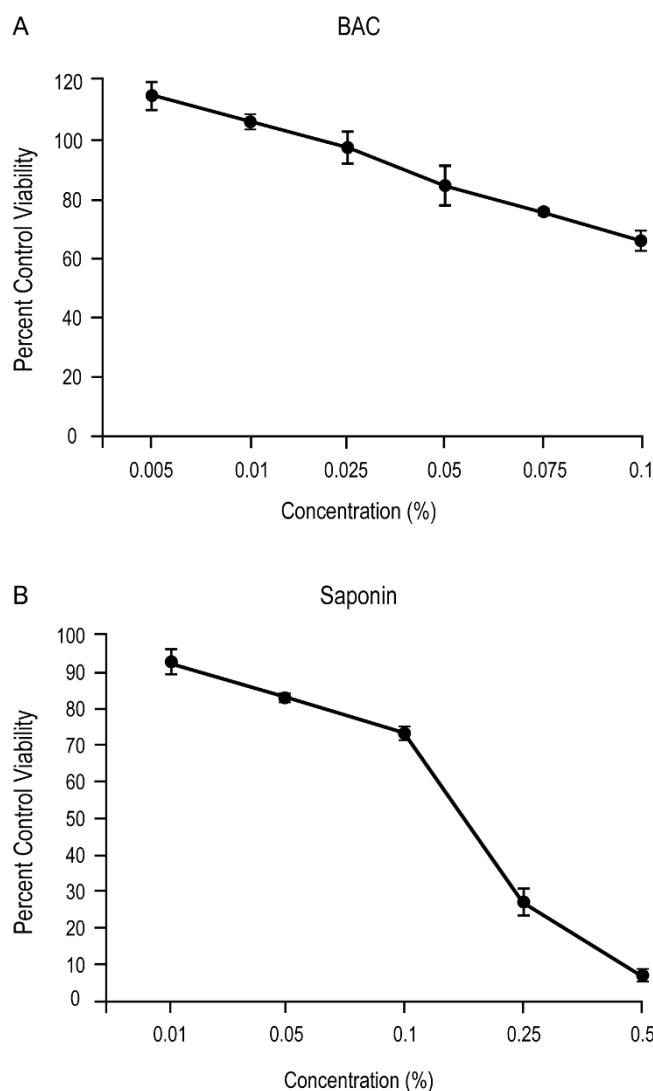 A
BAC
Percent Control Viability
120
100
80
60
40
20
0
0.005 0.01 0.025 0.05 0.075 0.1
Concentration (%)
B
Saponin
Percent Control Viability
100
90
80
70
60
50
40
30
20
10
0
0.01 0.05 0.1 0.25 0.5
Concentration (%)